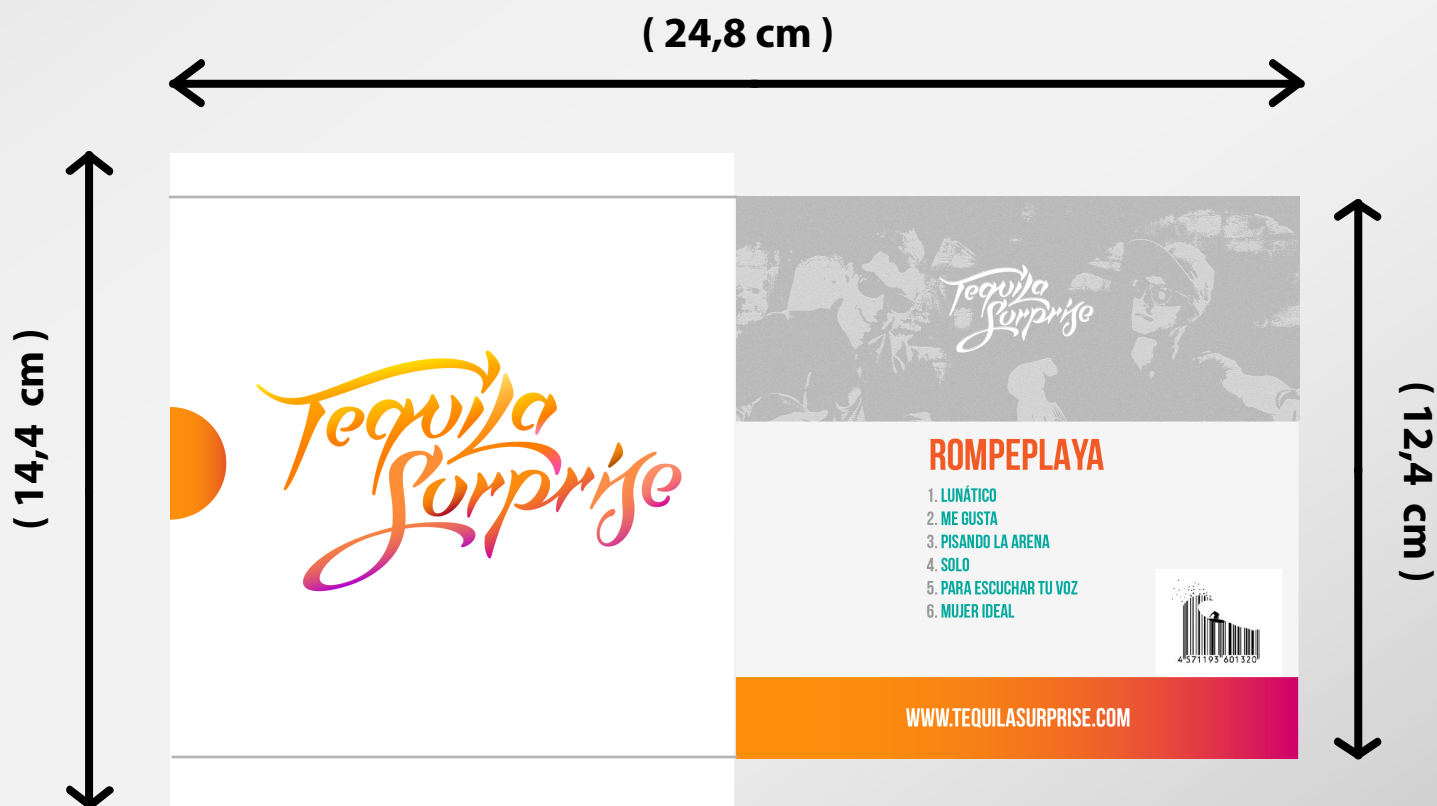 ( 24,8 cm )
( 14,4 cm )
Tequila
Surprise
Tequila
Surprise
ROMPEPLAYA
1. LUNÁTICO
2. ME GUSTA
3. PISANDO LA ARENA
4. SOLO
5. PARA ESCUCHAR TU VOZ
6. MUJER IDEAL
4 571193 601320
WWW.TEQUILASURPRISE.COM
( 12,4 cm )